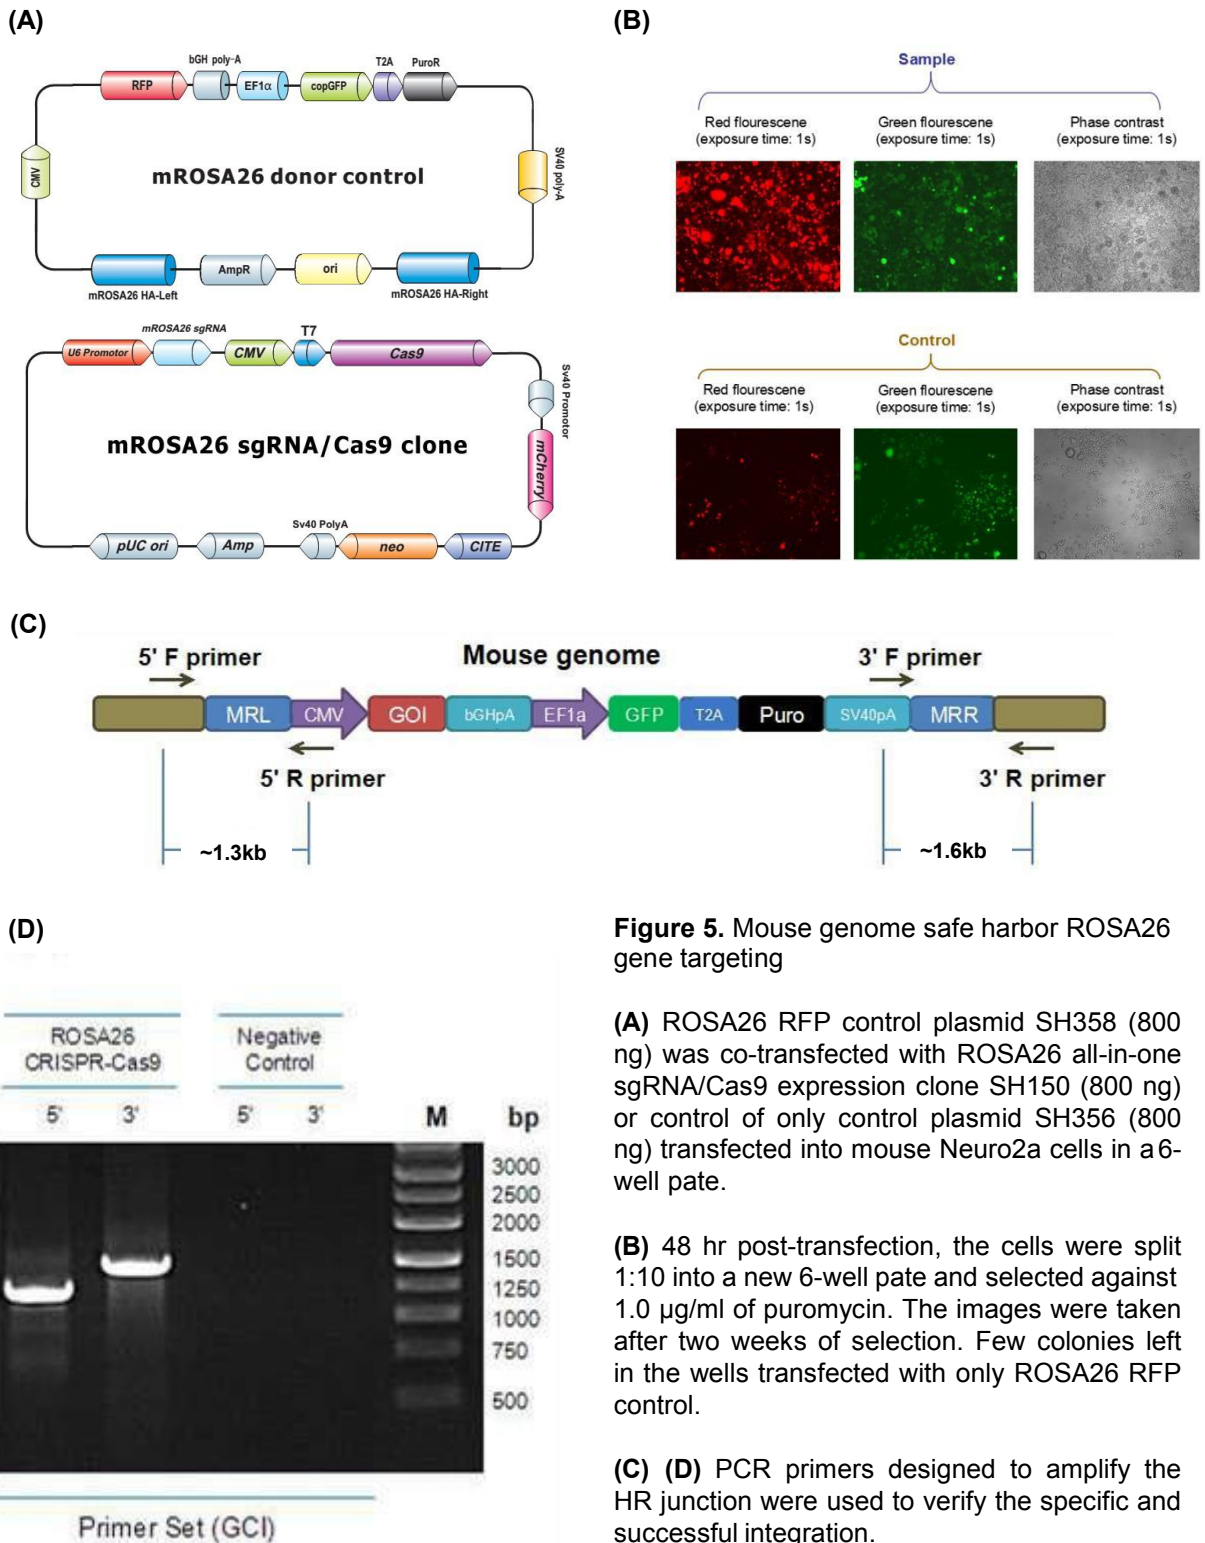 (A)
bGH poly-A
T2A
PuroR
RFP
EF1α
copGFP
CMV
SV40 poly-A
mROSA26 donor control
AmpR
ori
mROSA26 HA-Left
mROSA26 HA-Right
mROSA26 sgRNA
T7
U6 Promotor
CMV
Cas9
Sv40 Promotor
mROSA26 sgRNA/Cas9 clone
mCherry
Sv40 PolyA
pUC ori
Amp
neo
CITE
(B)
Sample
Red flourescene
(exposure time: 1s)
Green flourescene
(exposure time: 1s)
Phase contrast
(exposure time: 1s)
Control
Red flourescene
(exposure time: 1s)
Green flourescene
(exposure time: 1s)
Phase contrast
(exposure time: 1s)
(C)
5' F primer
Mouse genome
3' F primer
MRL
CMV
GOI
bGHpA
EF1a
GFP
T2A
Puro
SV40pA
MRR
5' R primer
3' R primer
~1.3kb
~1.6kb
(D)
ROSA26
CRISPR-Cas9
Negative
Control
5'
3'
5'
3'
M
bp
3000
2500
2000
1500
1250
1000
750
500
Primer Set (GCI)
Figure 5. Mouse genome safe harbor ROSA26
gene targeting
(A) ROSA26 RFP control plasmid SH358 (800
ng) was co-transfected with ROSA26 all-in-one
sgRNA/Cas9 expression clone SH150 (800 ng)
or control of only control plasmid SH356 (800
ng) transfected into mouse Neuro2a cells in a 6-
well pate.
(B) 48 hr post-transfection, the cells were split
1:10 into a new 6-well pate and selected against
1.0 µg/ml of puromycin. The images were taken
after two weeks of selection. Few colonies left
in the wells transfected with only ROSA26 RFP
control.
(C) (D) PCR primers designed to amplify the
HR junction were used to verify the specific and
successful integration.